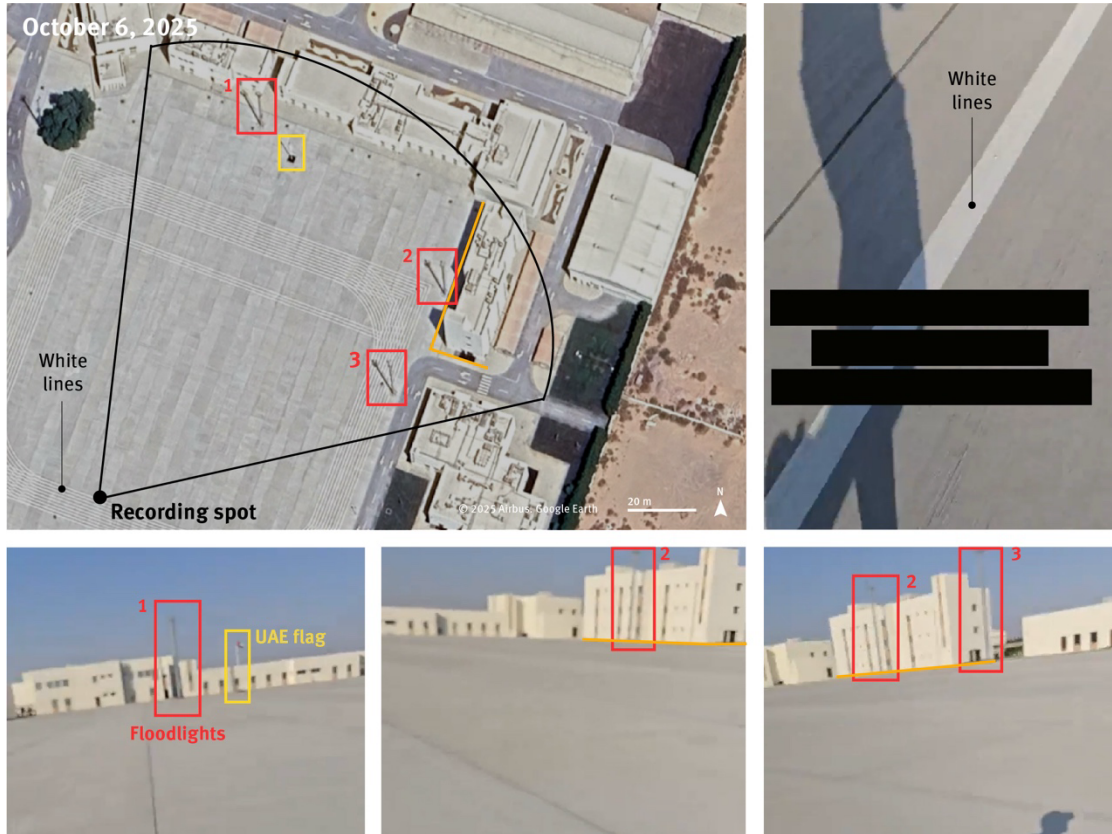 October 6, 2025
1
2
3
White
lines
Recording spot
© 2025 Airbus: Google Earth
20 m
N
White
lines
1
UAE flag
Floodlights
2
2
3